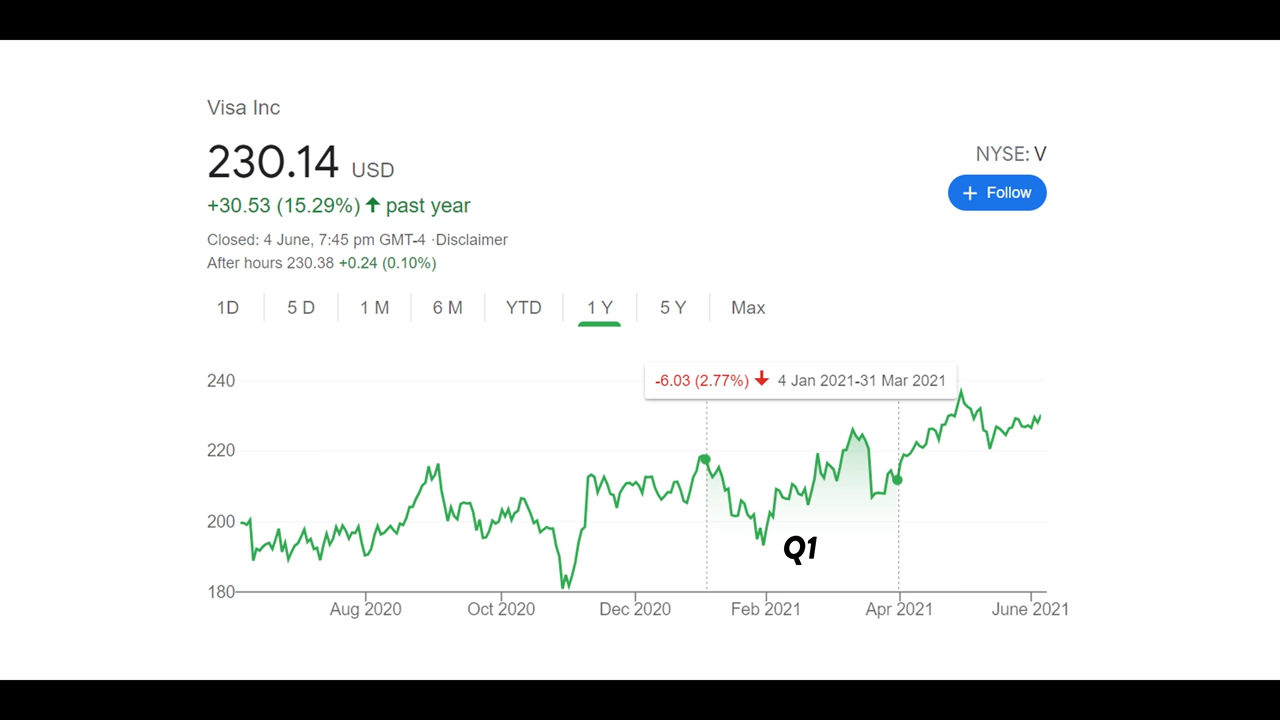 Visa Inc
230.14 USD
NYSE: V
+ Follow
+30.53 (15.29%) ↑ past year
Closed: 4 June, 7:45 pm GMT-4 ·Disclaimer
After hours 230.38 +0.24 (0.10%)
1D 5 D 1 M 6 M YTD 1 Y 5 Y Max
-6.03 (2.77%) ↓ 4 Jan 2021-31 Mar 2021
240
220
200
180
Q1
Aug 2020 Oct 2020 Dec 2020 Feb 2021 Apr 2021 June 2021